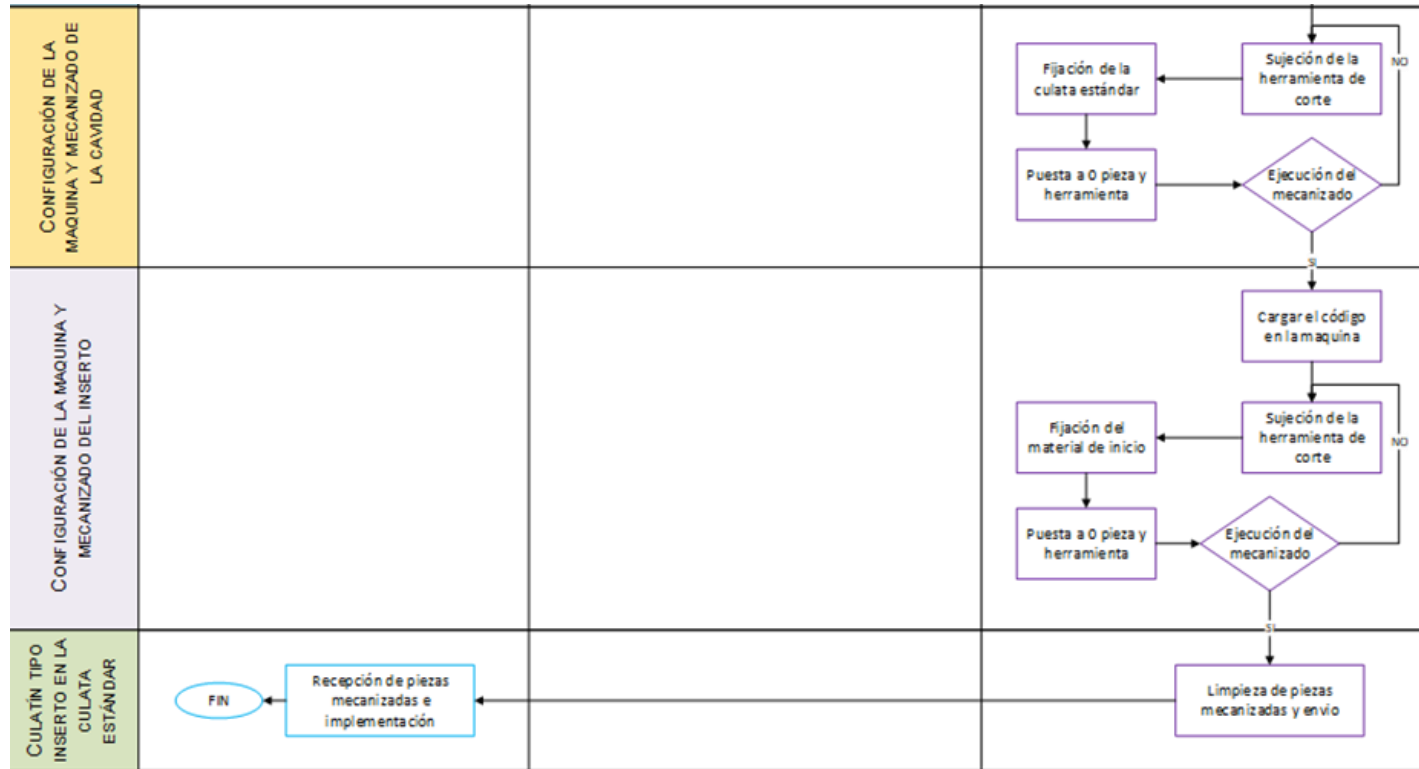 CONFIGURACIÓN DE LA
MAQUINA Y MECANIZADO DE
LA CAVIDAD
Fijación de la
culata estándar
Sujeción de la
herramienta de
corte
NO
Puesta a 0 pieza y
herramienta
Ejecución del
mecanizado
SI
CONFIGURACIÓN DE LA MAQUINA Y
MECANIZADO DEL INSERTO
Cargar el código
en la maquina
Fijación del
material de inicio
Sujeción de la
herramienta de
corte
NO
Puesta a 0 pieza y
herramienta
Ejecución del
mecanizado
SI
CULATÍN TIPO
INSERTO EN LA
CULATA
ESTÁNDAR
FIN
Recepción de piezas
mecanizadas e
implementación
Limpieza de piezas
mecanizadas y envio